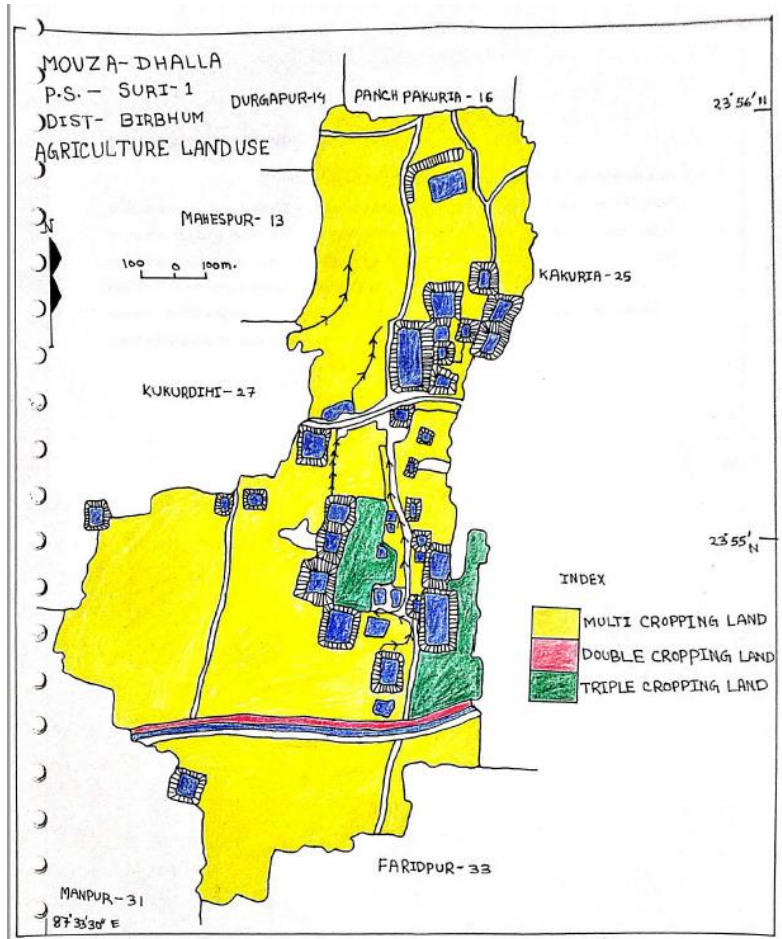 MOUZA- DHALLA
P.S. - SURI-1
DIST- BIRBHUM
AGRICULTURE LANDUSE
DURGAPUR-14
PANCH PAKURIA-16
23°56'N
MAHESPUR- 13
N
100 0 100m.
KAKURIA-25
KUKURDIHI-27
23°55'N
INDEX
MULTI CROPPING LAND
DOUBLE CROPPING LAND
TRIPLE CROPPING LAND
FARIDPUR-33
MANPUR-31
87°33'30" E